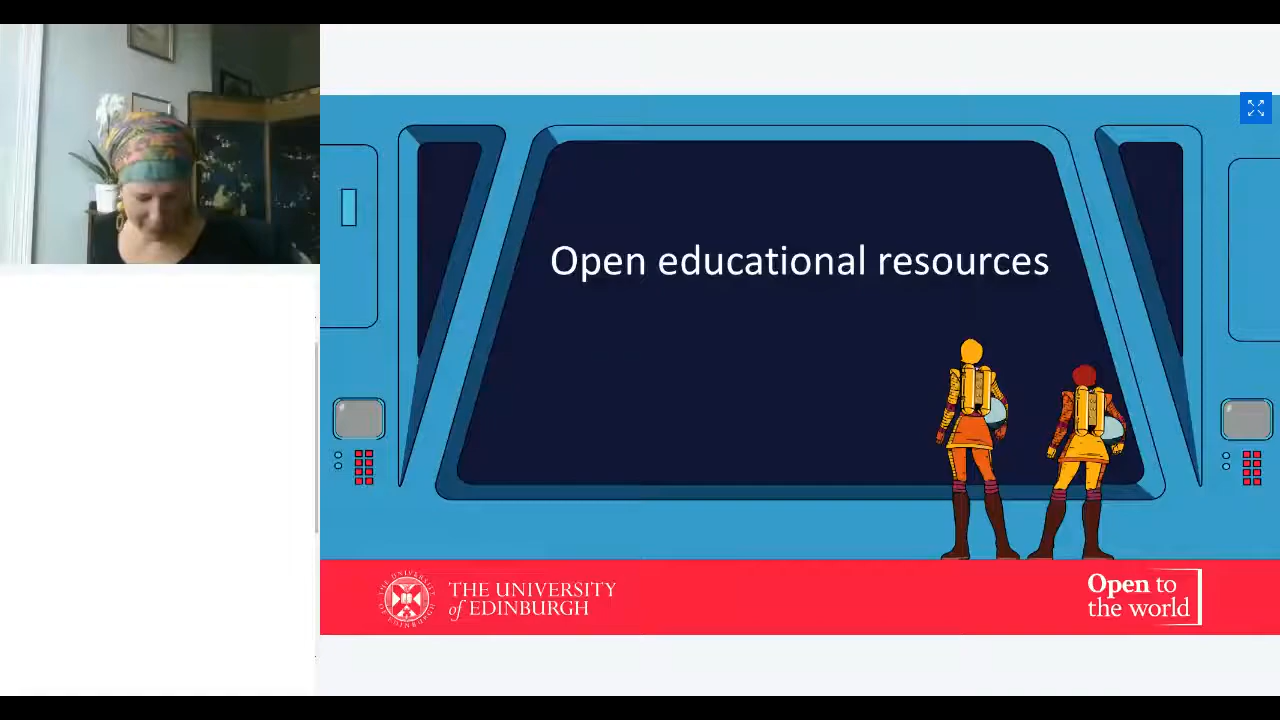 Open educational resources
THE UNIVERSITY
of EDINBURGH
Open to
the world